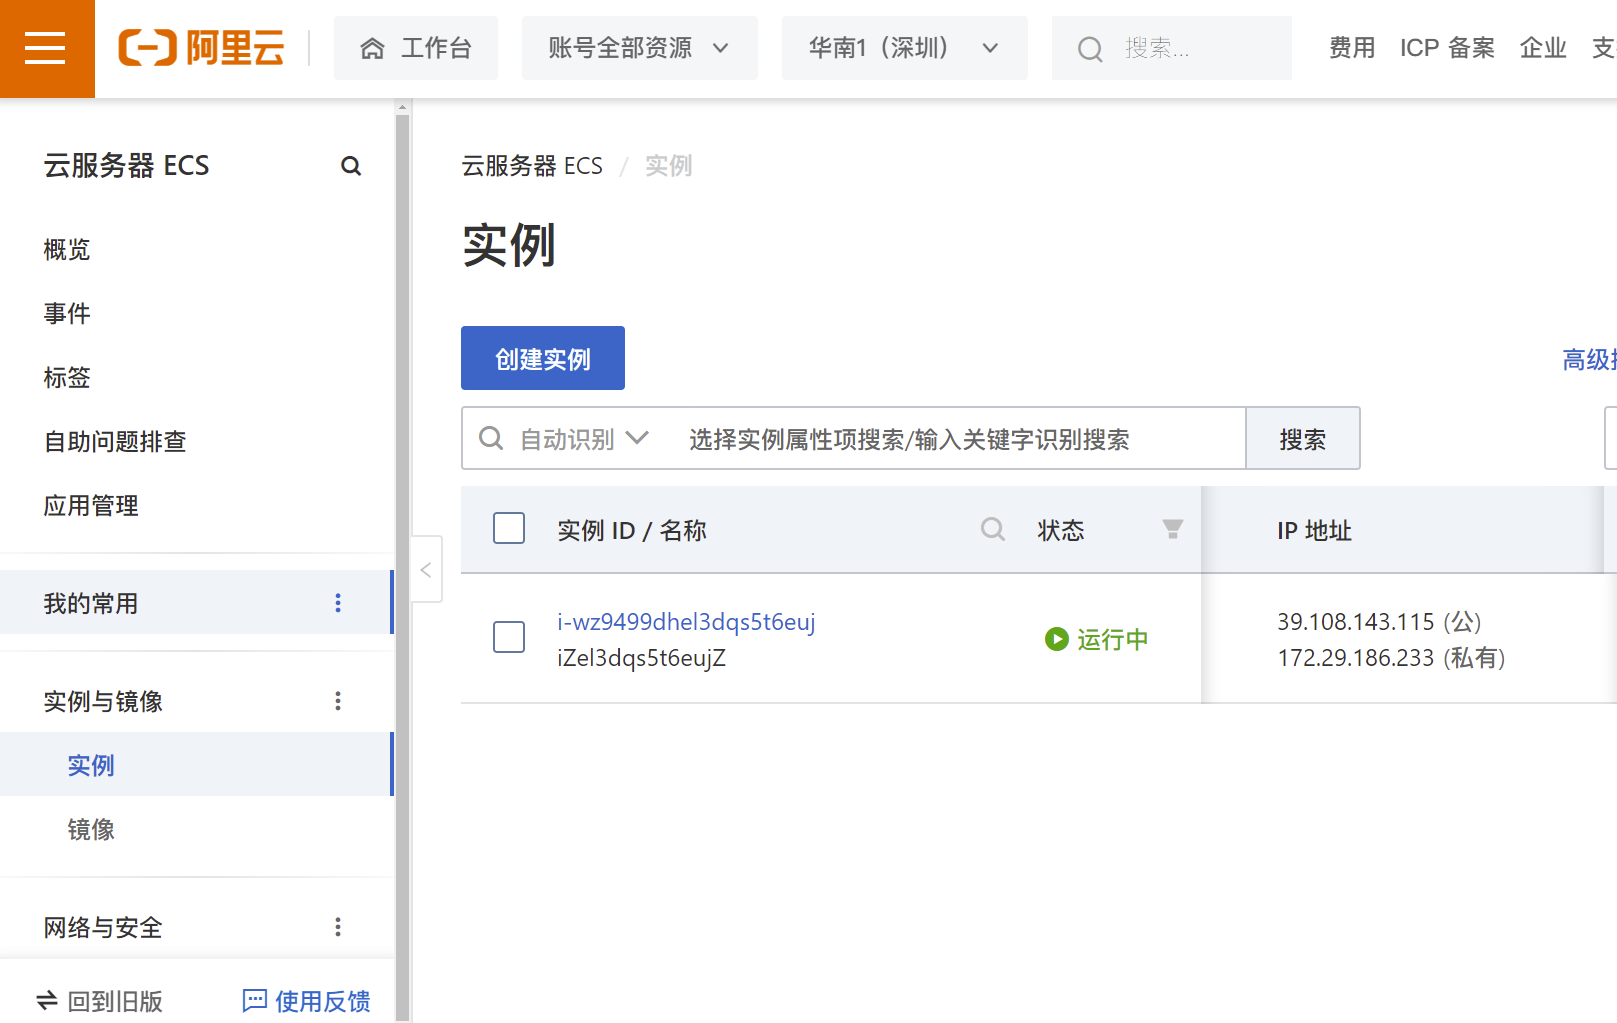 阿里云
工作台
账号全部资源
华南1（深圳）
搜索...
费用
ICP 备案
企业
云服务器 ECS
概览
事件
标签
自助问题排查
应用管理
我的常用
实例与镜像
实例
镜像
网络与安全
回到旧版
使用反馈
云服务器 ECS / 实例
实例
创建实例
高级
自动识别
选择实例属性项搜索/输入关键字识别搜索
搜索
实例 ID / 名称
状态
IP 地址
i-wz9499dhel3dqs5t6euj
iZel3dqs5t6eujZ
运行中
39.108.143.115 (公)
172.29.186.233 (私有)